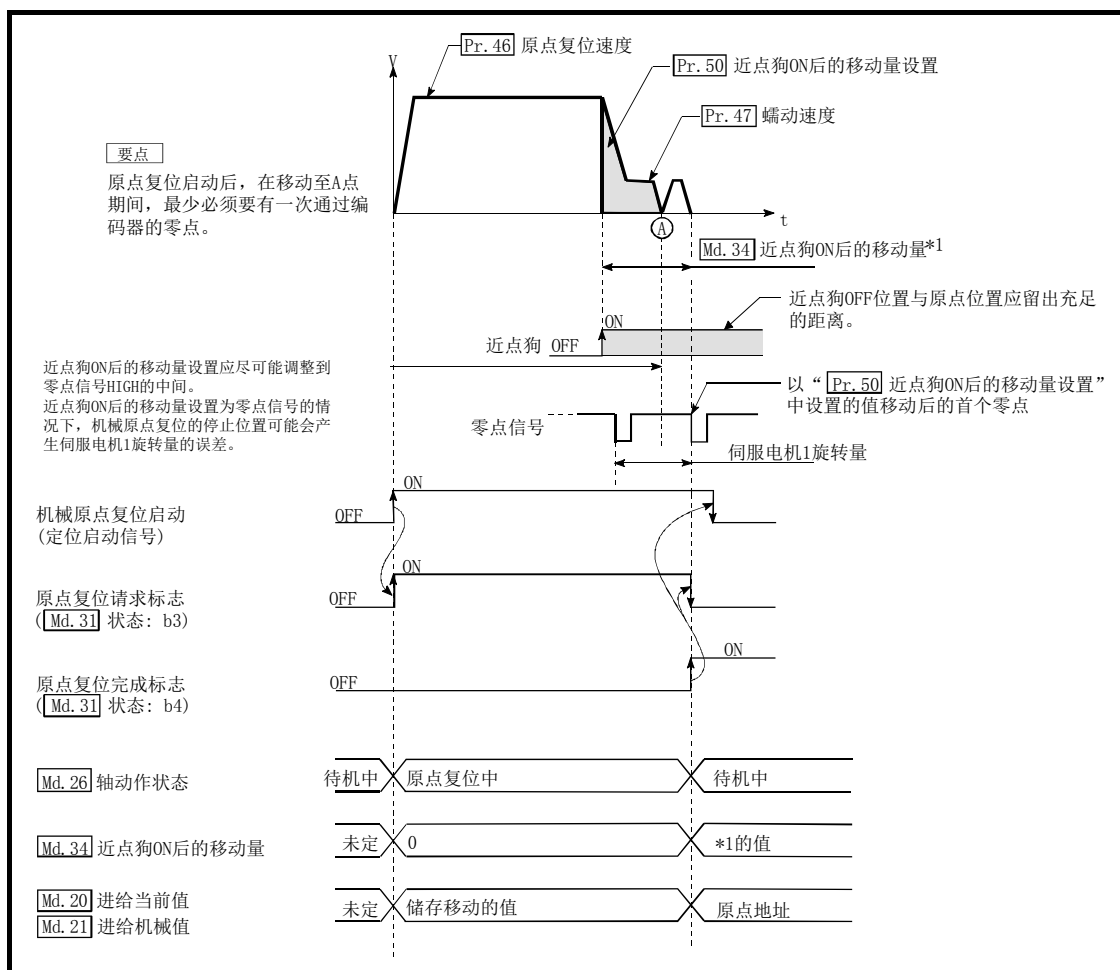 Pr.46 原点复位速度
V
Pr.50 近点狗ON后的移动量设置
Pr.47 蠕动速度
要点
原点复位启动后，在移动至A点
期间，最少必须要有一次通过编
码器的零点。
t
A
Md.34 近点狗ON后的移动量*1
近点狗OFF位置与原点位置应留出充足
的距离。
ON
近点狗 OFF
近点狗ON后的移动量设置应尽可能调整到
零点信号HIGH的中间。
近点狗ON后的移动量设置为零点信号的情
况下，机械原点复位的停止位置可能会产
生伺服电机1旋转量的误差。
以“ Pr.50 近点狗ON后的移动量设置”
中设置的值移动后的首个零点
零点信号
伺服电机1旋转量
ON
机械原点复位启动
(定位启动信号)
OFF
ON
原点复位请求标志
(Md.31 状态: b3)
OFF
ON
原点复位完成标志
(Md.31 状态: b4)
OFF
Md.26 轴动作状态
待机中 原点复位中 待机中
Md.34 近点狗ON后的移动量
未定 0 *1的值
Md.20 进给当前值
Md.21 进给机械值
未定 储存移动的值 原点地址